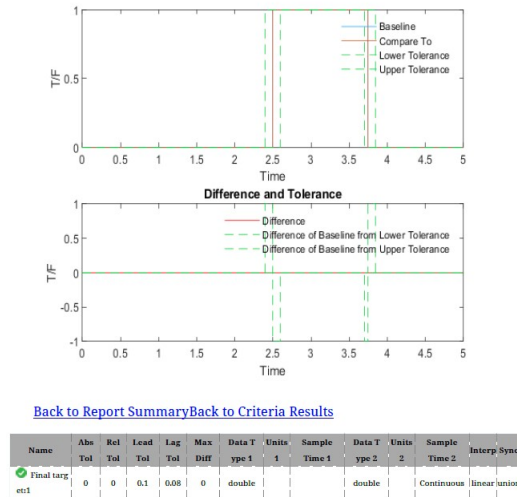 1
0.5
0
T/F
Baseline
Compare To
Lower Tolerance
Upper Tolerance
0 0.5 1 1.5 2 2.5 3 3.5 4 4.5 5
Time
Difference and Tolerance
1
0.5
0
-0.5
-1
T/F
Difference
Difference of Baseline from Lower Tolerance
Difference of Baseline from Upper Tolerance
0 0.5 1 1.5 2 2.5 3 3.5 4 4.5 5
Time
Back to Report SummaryBack to Criteria Results
Name Abs Tol Rel Tol Lead Tol Lag Tol Max Diff Data T ype 1 Units 1 Sample Time 1 Data T ype 2 Units 2 Sample Time 2 Interp Sync
Final targ etr1 0 0 0.1 0.08 0 double double Continuous linear union